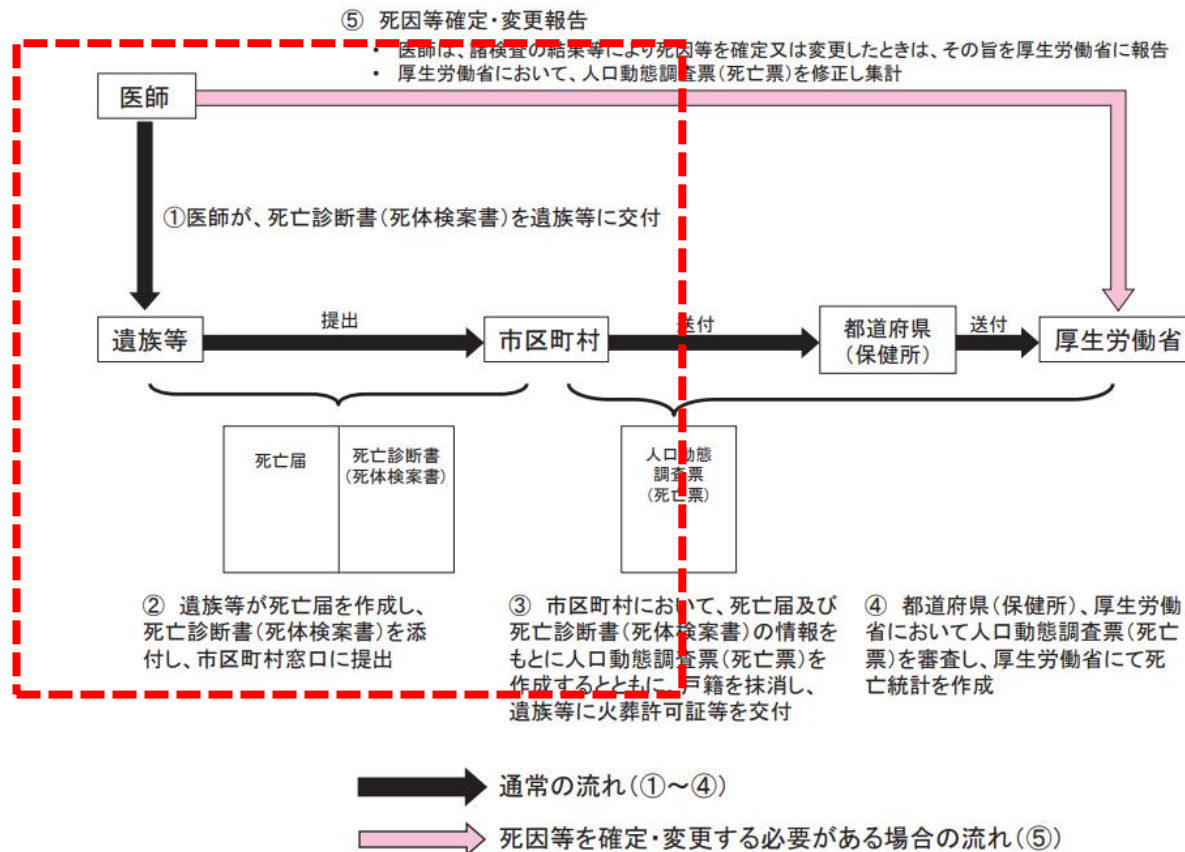 ⑤ 死因等確定・変更報告
・ 医師は、諸検査の結果等により死因等を確定又は変更したときは、その旨を厚生労働省に報告
・ 厚生労働省において、人口動態調査票(死亡票)を修正し集計
医師
①医師が、死亡診断書(死体検案書)を遺族等に交付
遺族等
提出
市区町村
送付
都道府県
(保健所)
送付
厚生労働省
死亡届
死亡診断書
(死体検案書)
人口動態
調査票
(死亡票)
② 遺族等が死亡届を作成し、
死亡診断書(死体検案書)を添
付し、市区町村窓口に提出
③ 市区町村において、死亡届及び
死亡診断書(死体検案書)の情報を
もとに人口動態調査票(死亡票)を
作成するとともに、戸籍を抹消し、
遺族等に火葬許可証等を交付
④ 都道府県(保健所)、厚生労働
省において人口動態調査票(死亡
票)を審査し、厚生労働省にて死
亡統計を作成
通常の流れ(①～④)
死因等を確定・変更する必要がある場合の流れ(⑤)